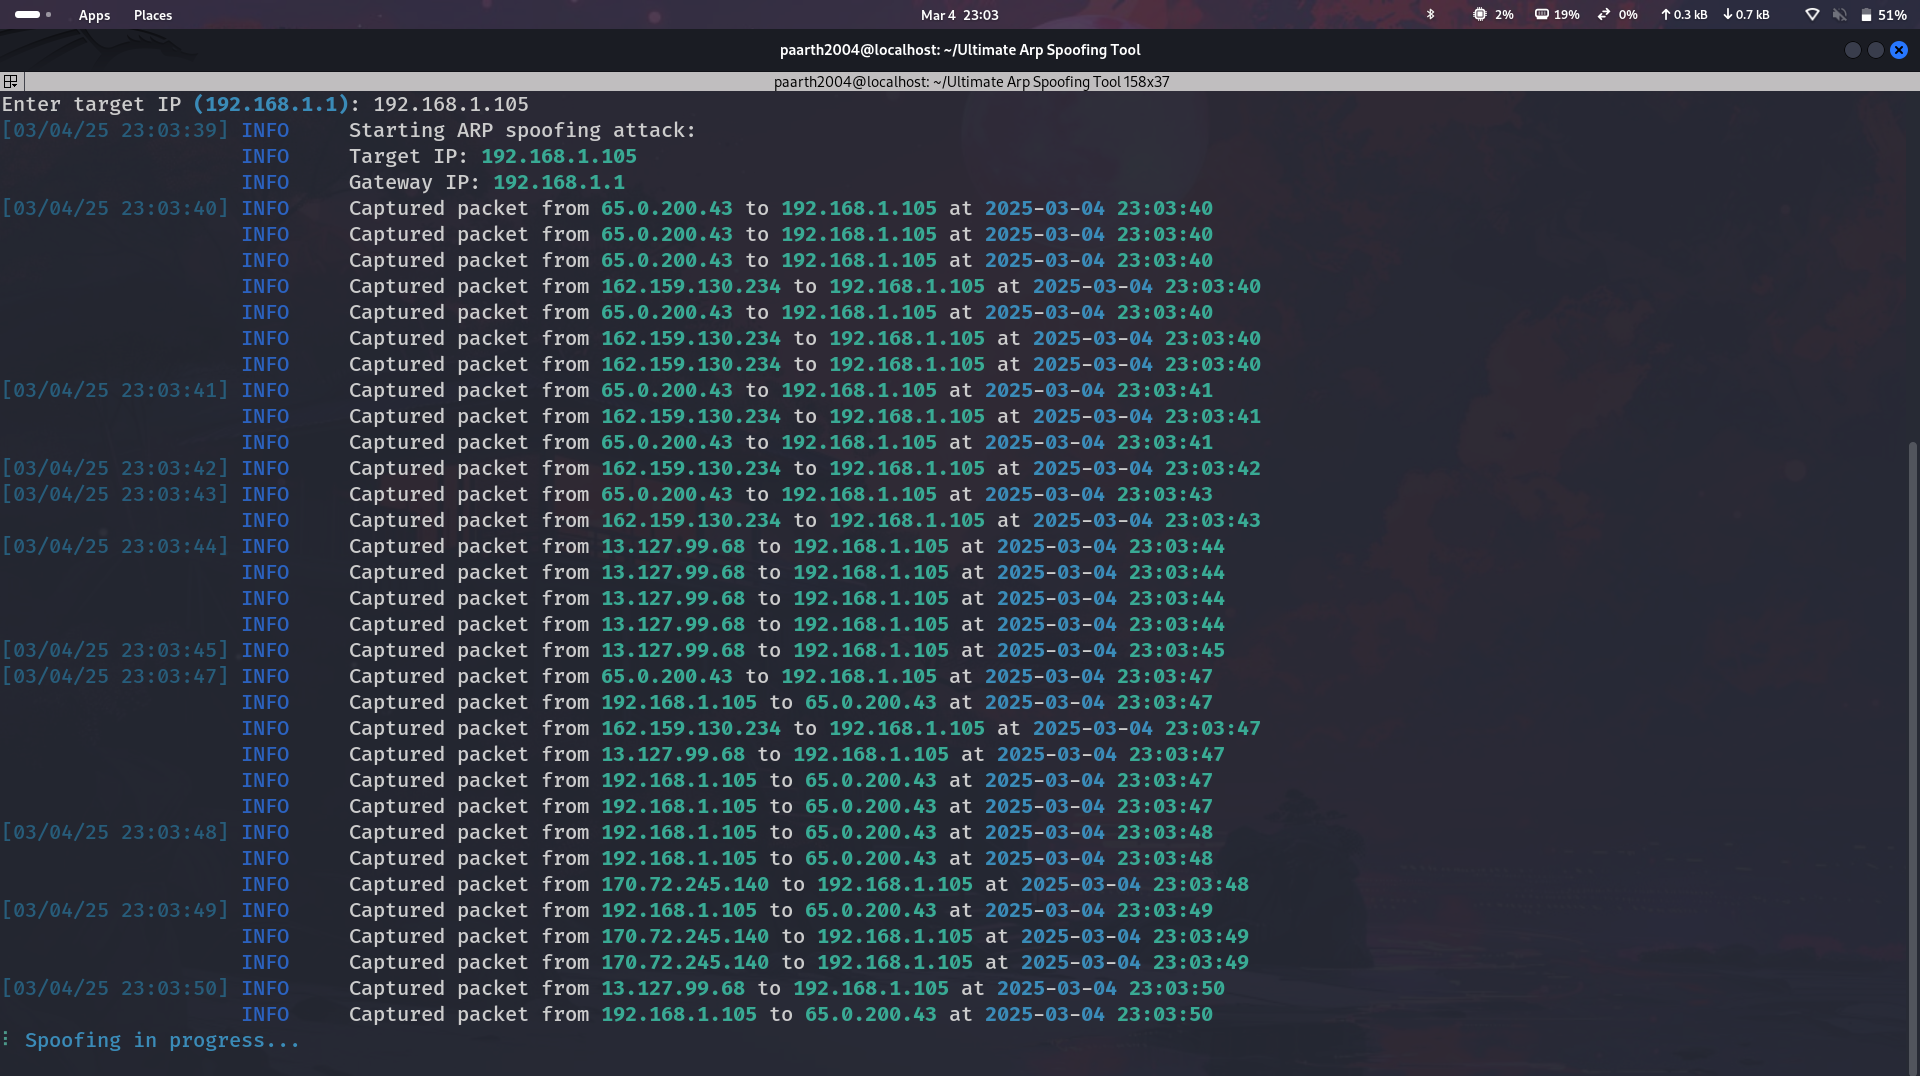 Apps Places Mar 4 23:03 2% 19% 0% ↑0.3 kB ↓0.7 kB 51%
paarth2004@localhost: ~/Ultimate Arp Spoofing Tool
paarth2004@localhost: ~/Ultimate Arp Spoofing Tool 158x37
Enter target IP (192.168.1.1): 192.168.1.105
[03/04/25 23:03:39] INFO Starting ARP spoofing attack:
INFO Target IP: 192.168.1.105
INFO Gateway IP: 192.168.1.1
[03/04/25 23:03:40] INFO Captured packet from 65.0.200.43 to 192.168.1.105 at 2025-03-04 23:03:40
INFO Captured packet from 65.0.200.43 to 192.168.1.105 at 2025-03-04 23:03:40
INFO Captured packet from 65.0.200.43 to 192.168.1.105 at 2025-03-04 23:03:40
INFO Captured packet from 162.159.130.234 to 192.168.1.105 at 2025-03-04 23:03:40
INFO Captured packet from 65.0.200.43 to 192.168.1.105 at 2025-03-04 23:03:40
INFO Captured packet from 162.159.130.234 to 192.168.1.105 at 2025-03-04 23:03:40
INFO Captured packet from 162.159.130.234 to 192.168.1.105 at 2025-03-04 23:03:40
[03/04/25 23:03:41] INFO Captured packet from 65.0.200.43 to 192.168.1.105 at 2025-03-04 23:03:41
INFO Captured packet from 162.159.130.234 to 192.168.1.105 at 2025-03-04 23:03:41
INFO Captured packet from 65.0.200.43 to 192.168.1.105 at 2025-03-04 23:03:41
[03/04/25 23:03:42] INFO Captured packet from 162.159.130.234 to 192.168.1.105 at 2025-03-04 23:03:42
[03/04/25 23:03:43] INFO Captured packet from 65.0.200.43 to 192.168.1.105 at 2025-03-04 23:03:43
INFO Captured packet from 162.159.130.234 to 192.168.1.105 at 2025-03-04 23:03:43
[03/04/25 23:03:44] INFO Captured packet from 13.127.99.68 to 192.168.1.105 at 2025-03-04 23:03:44
INFO Captured packet from 13.127.99.68 to 192.168.1.105 at 2025-03-04 23:03:44
INFO Captured packet from 13.127.99.68 to 192.168.1.105 at 2025-03-04 23:03:44
INFO Captured packet from 13.127.99.68 to 192.168.1.105 at 2025-03-04 23:03:44
[03/04/25 23:03:45] INFO Captured packet from 13.127.99.68 to 192.168.1.105 at 2025-03-04 23:03:45
[03/04/25 23:03:47] INFO Captured packet from 65.0.200.43 to 192.168.1.105 at 2025-03-04 23:03:47
INFO Captured packet from 192.168.1.105 to 65.0.200.43 at 2025-03-04 23:03:47
INFO Captured packet from 162.159.130.234 to 192.168.1.105 at 2025-03-04 23:03:47
INFO Captured packet from 13.127.99.68 to 192.168.1.105 at 2025-03-04 23:03:47
INFO Captured packet from 192.168.1.105 to 65.0.200.43 at 2025-03-04 23:03:47
INFO Captured packet from 192.168.1.105 to 65.0.200.43 at 2025-03-04 23:03:47
[03/04/25 23:03:48] INFO Captured packet from 192.168.1.105 to 65.0.200.43 at 2025-03-04 23:03:48
INFO Captured packet from 192.168.1.105 to 65.0.200.43 at 2025-03-04 23:03:48
INFO Captured packet from 170.72.245.140 to 192.168.1.105 at 2025-03-04 23:03:48
[03/04/25 23:03:49] INFO Captured packet from 192.168.1.105 to 65.0.200.43 at 2025-03-04 23:03:49
INFO Captured packet from 170.72.245.140 to 192.168.1.105 at 2025-03-04 23:03:49
INFO Captured packet from 170.72.245.140 to 192.168.1.105 at 2025-03-04 23:03:49
[03/04/25 23:03:50] INFO Captured packet from 13.127.99.68 to 192.168.1.105 at 2025-03-04 23:03:50
INFO Captured packet from 192.168.1.105 to 65.0.200.43 at 2025-03-04 23:03:50
Spoofing in progress...